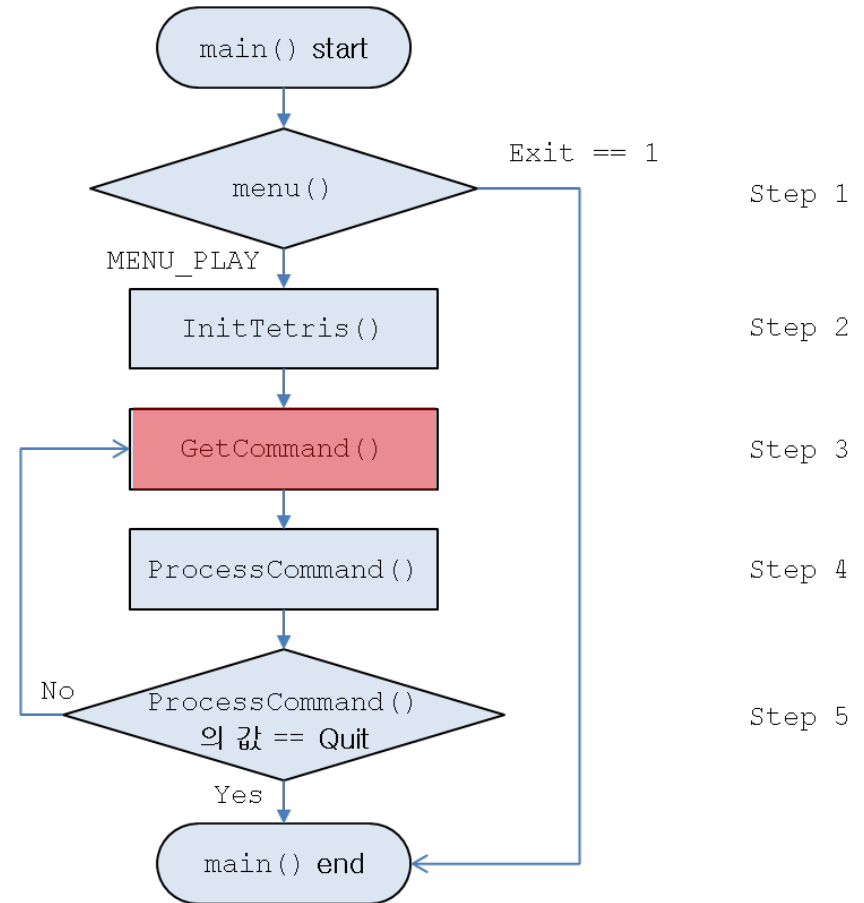 main() start
Exit == 1
menu()
Step 1
MENU_PLAY
InitTetris()
Step 2
GetCommand()
Step 3
ProcessCommand()
Step 4
No
ProcessCommand()
의 값 == Quit
Step 5
Yes
main() end